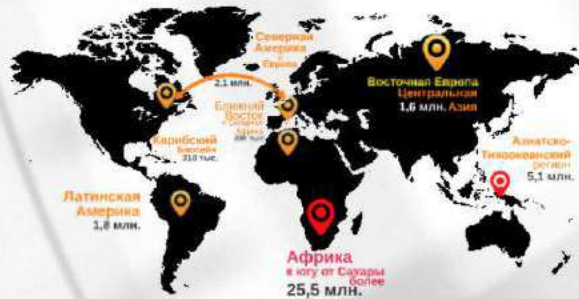 Северная
Америка
Европа
2,1 млн.
Восточная Европа
Центральная
1,6 млн. Азия
Ближний
Восток
Карибский
Бассейн
310 тыс.
Азиатско-
Тихоокеанский
регион
5,1 млн.
Латинская
Америка
1,8 млн.
Африка
к югу от Сахары
более
25,5 млн.